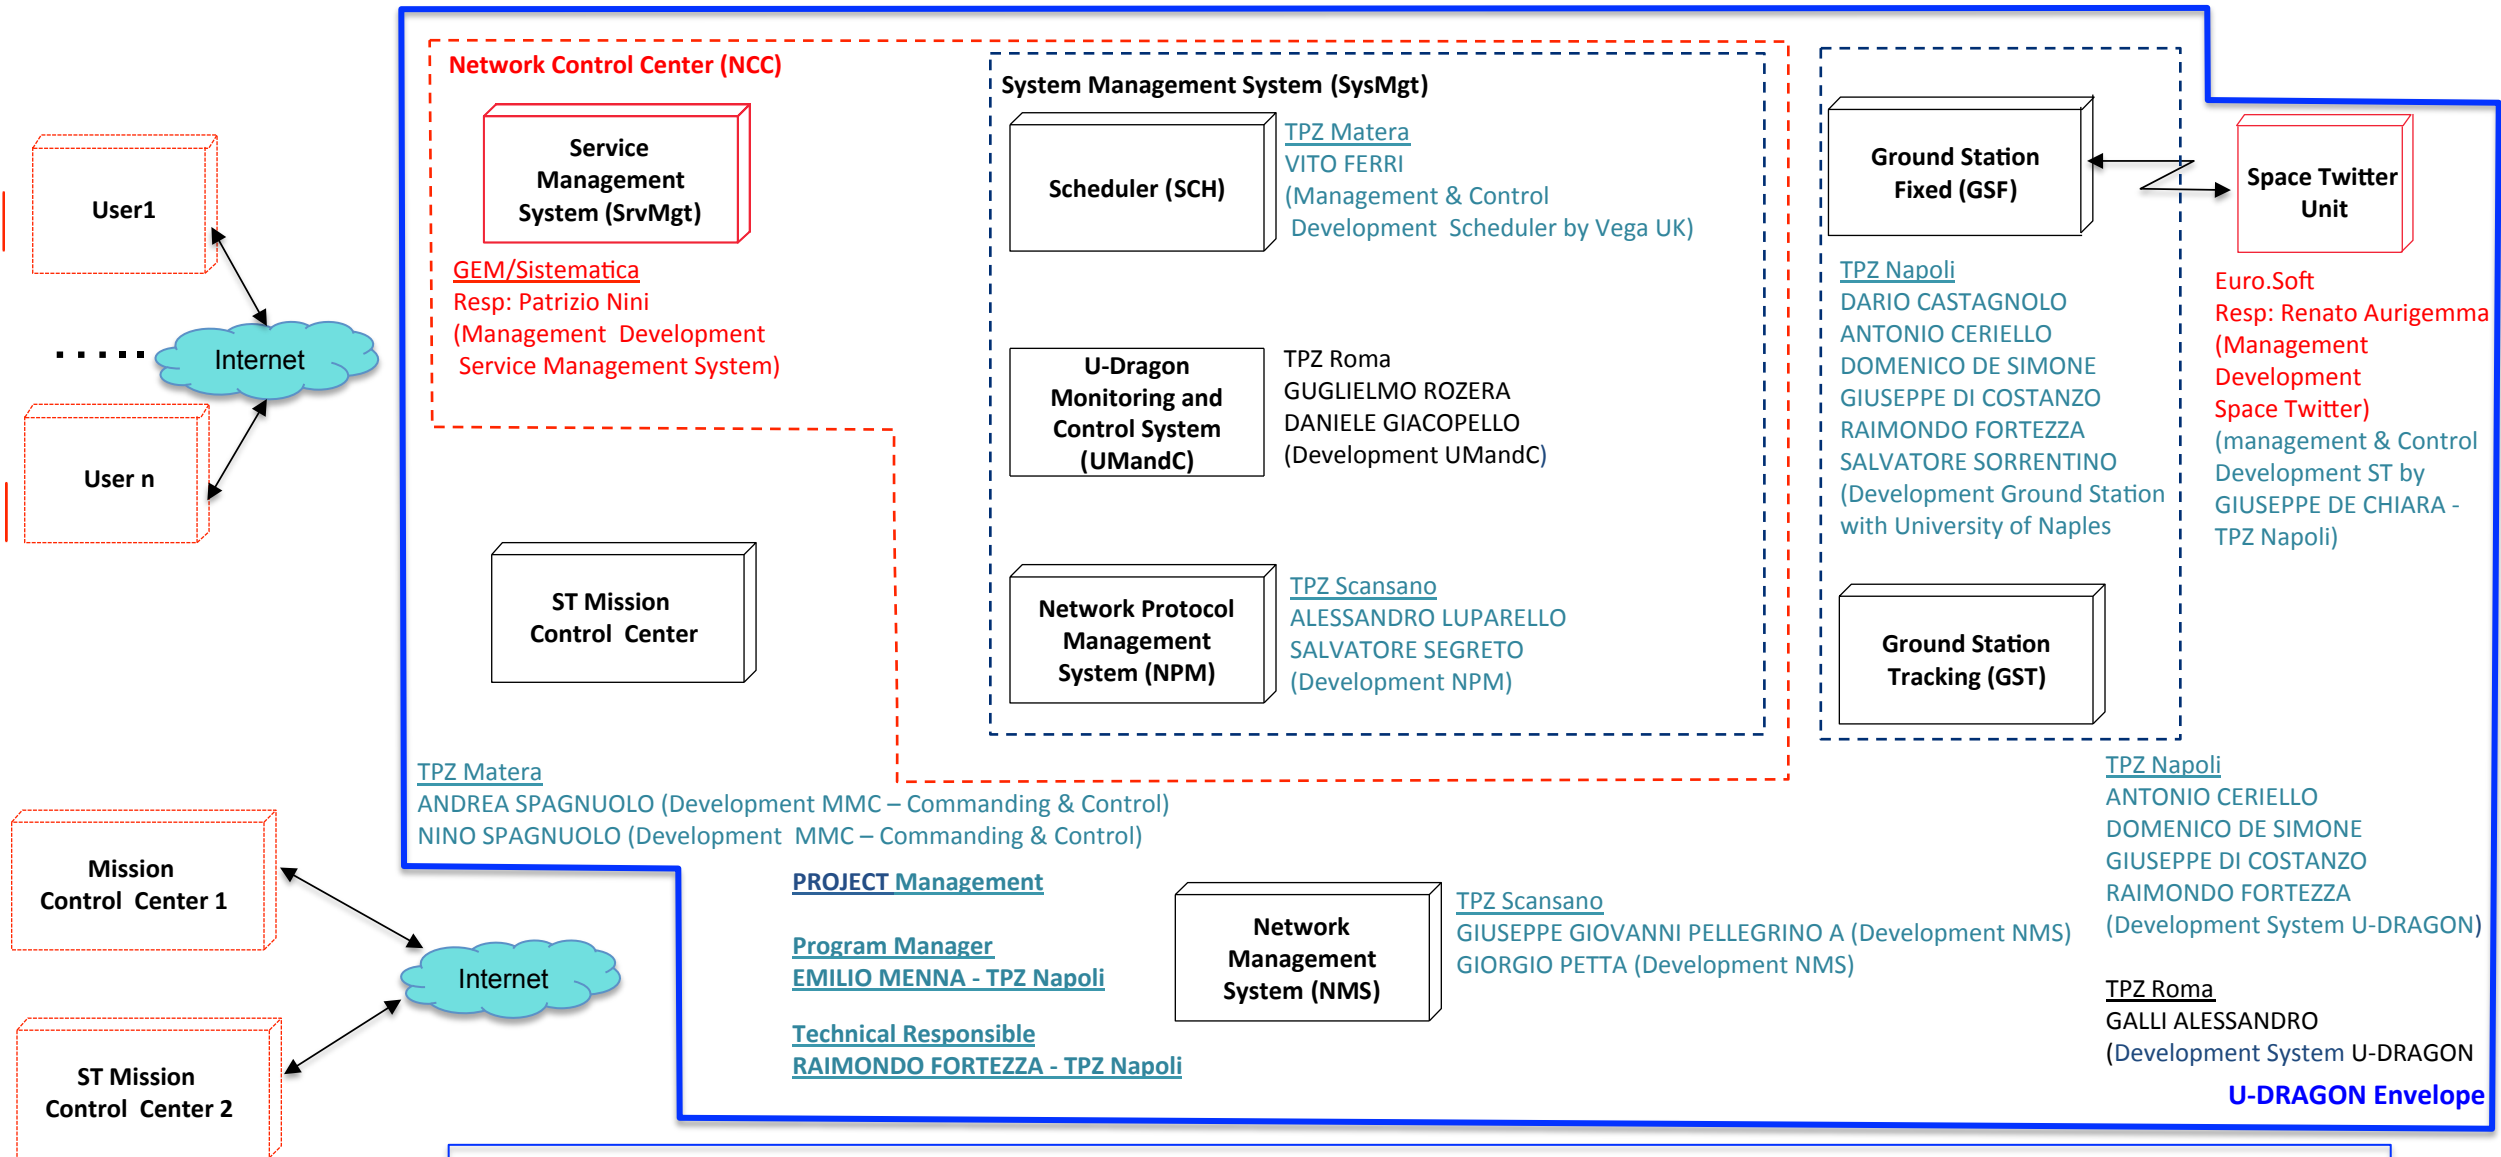 Network Control Center (NCC)
Service
Management
System (SrvMgt)
GEM/Sistematica
Resp: Patrizio Nini
(Management Development
Service Management System)
System Management System (SysMgt)
Scheduler (SCH)
TPZ Matera
VITO FERRI
(Management & Control
Development Scheduler by Vega UK)
U-Dragon
Monitoring and
Control System
(UMandC)
TPZ Roma
GUGLIELMO ROZERA
DANIELE GIACOPELLO
(Development UMandC)
Network Protocol
Management
System (NPM)
TPZ Scansano
ALESSANDRO LUPARELLO
SALVATORE SEGRETO
(Development NPM)
Ground Station
Fixed (GSF)
TPZ Napoli
DARIO CASTAGNOLO
ANTONIO CERIELLO
DOMENICO DE SIMONE
GIUSEPPE DI COSTANZO
RAIMONDO FORTEZZA
SALVATORE SORRENTINO
(Development Ground Station
with University of Naples
Ground Station
Tracking (GST)
Space Twitter
Unit
Euro.Soft
Resp: Renato Aurigemma
(Management
Development
Space Twitter)
(management & Control
Development ST by
GIUSEPPE DE CHIARA -
TPZ Napoli)
User1
Internet
User n
ST Mission
Control Center
TPZ Matera
ANDREA SPAGNUOLO (Development MMC – Commanding & Control)
NINO SPAGNUOLO (Development MMC – Commanding & Control)
Mission
Control Center 1
Internet
ST Mission
Control Center 2
PROJECT Management
Program Manager
EMILIO MENNA - TPZ Napoli
Technical Responsible
RAIMONDO FORTEZZA - TPZ Napoli
Network
Management
System (NMS)
TPZ Scansano
GIUSEPPE GIOVANNI PELLEGRINO A (Development NMS)
GIORGIO PETTA (Development NMS)
TPZ Napoli
ANTONIO CERIELLO
DOMENICO DE SIMONE
GIUSEPPE DI COSTANZO
RAIMONDO FORTEZZA
(Development System U-DRAGON)
TPZ Roma
GALLI ALESSANDRO
(Development System U-DRAGON
U-DRAGON Envelope